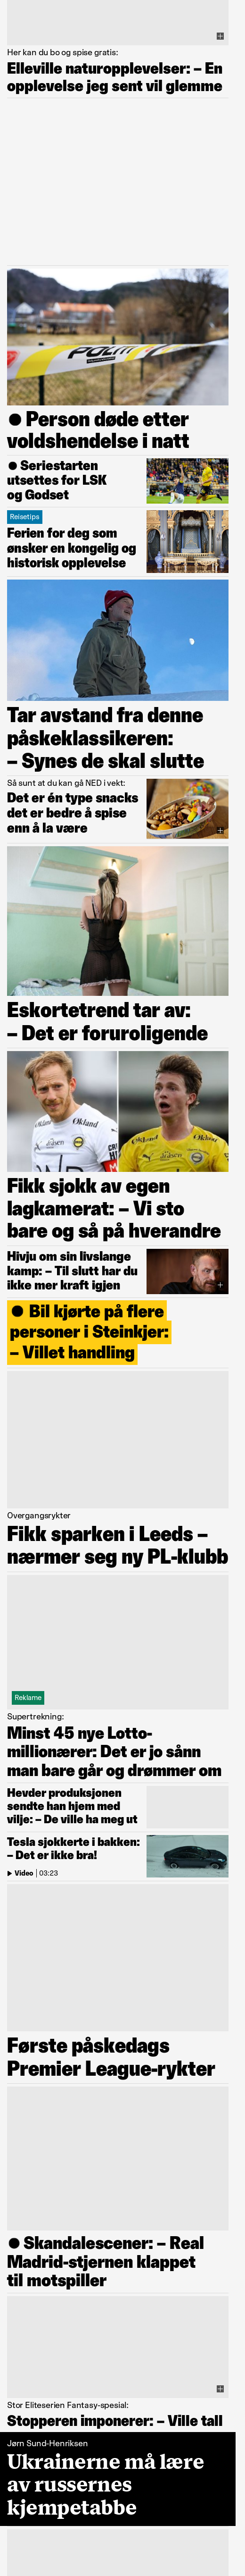 Her kan du bo og spise gratis:
Elleville naturopplevelser: – En
opplevelse jeg sent vil glemme
POLITI
Person døde etter
voldshendelse i natt
Seriestarten
utsettes for LSK
og Godset
Reisetips
Ferien for deg som
ønsker en kongelig og
historisk opplevelse
Tar avstand fra denne
påskeklassikeren:
– Synes de skal slutte
Så sunt at du kan gå NED i vekt:
Det er én type snacks
det er bedre å spise
enn å la være
Eskortetrend tar av:
– Det er foruroligende
Fikk sjokk av egen
lagkamerat: – Vi sto
bare og så på hverandre
Hivju om sin livslange
kamp: – Til slutt har du
ikke mer kraft igjen
Bil kjørte på flere
personer i Steinkjer:
– Villet handling
Overgangsrykter
Fikk sparken i Leeds –
nærmer seg ny PL-klubb
Reklame
Supertrekning:
Minst 45 nye Lotto-
millionærer: Det er jo sånn
man bare går og drømmer om
Hevder produksjonen
sendte han hjem med
vilje: – De ville ha meg ut
Tesla sjokkerte i bakken:
– Det er ikke bra!
Video | 03:23
Første påskedags
Premier League-rykter
Skandalescener: – Real
Madrid-stjernen klappet
til motspiller
Stor Eliteserien Fantasy-spesial:
Stopperen imponerer: – Ville tall
Jørn Sund-Henriksen
Ukrainerne må lære
av russernes
kjempetabbe